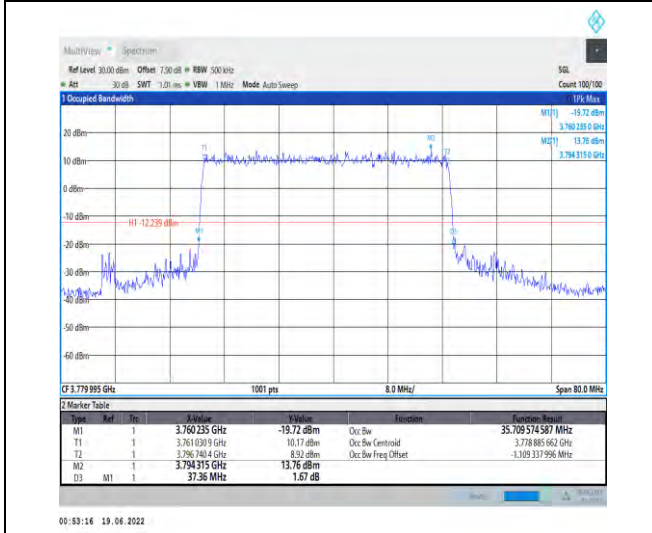 MultiView Spectrum
Ref Level 30.00 dBm Offset 7.90 dB RBW 500 kHz SGL
Att 30 dB SWT 1.01 ms VBW 1 MHz Mode Auto Sweep Count 100/100
1 Occupied Bandwidth 1Pk Max
M1[1] -19.72 dBm
3.760 235 0 GHz
M2[1] 13.76 dBm
3.794 315 0 GHz
20 dBm
M2
T1 T2
10 dBm
0 dBm
-10 dBm
H1 -12.239 dBm
M1 D3
-20 dBm
-30 dBm
-40 dBm
-50 dBm
-60 dBm
CF 3.779 995 GHz 1001 pts 8.0 MHz/ Span 80.0 MHz
2 Marker Table
Type Ref Trc X-Value Y-Value Function Function Result
M1 1 3.760 235 GHz -19.72 dBm Occ Bw 35.709 574 587 MHz
T1 1 3.761 030 9 GHz 10.17 dBm Occ Bw Centroid 3.778 885 662 GHz
T2 1 3.796 740 4 GHz 8.92 dBm Occ Bw Freq Offset -1.109 337 996 MHz
M2 1 3.794 315 GHz 13.76 dBm
D3 M1 1 37.36 MHz 1.67 dB
00:53:16 19.06.2022